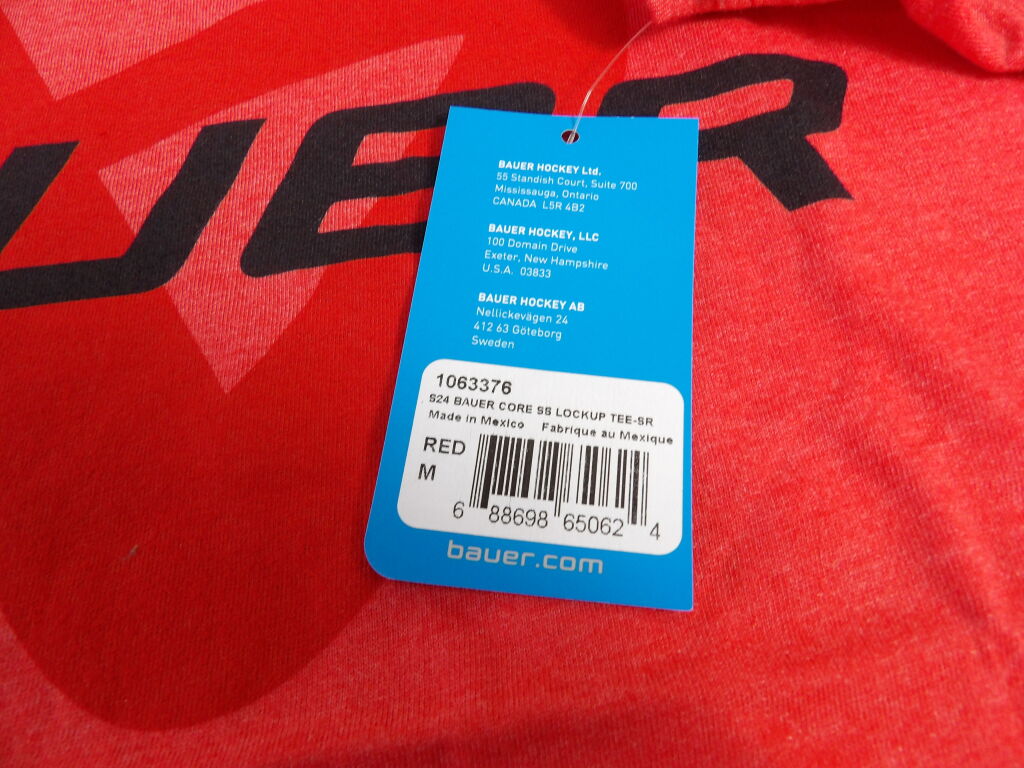 UER
BAUER HOCKEY Ltd.
55 Standish Court, Suite 700
Mississauga, Ontario
CANADA L5R 4B2
BAUER HOCKEY, LLC
100 Domain Drive
Exeter, New Hampshire
U.S.A. 03833
BAUER HOCKEY AB
Nellickevägen 24
412 63 Göteborg
Sweden
1063376
S24 BAUER CORE SS LOCKUP TEE-SR
Made in Mexico Fabrique au Mexique
RED
M
6 88698 65062 4
bauer.com